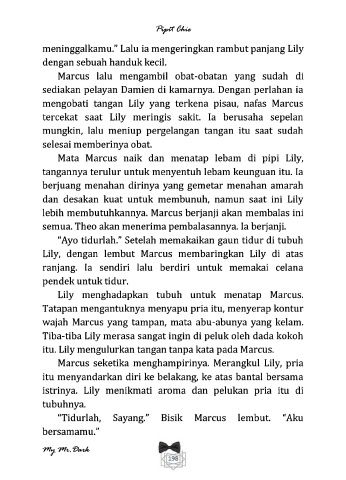 Pipit Chie
meninggalkamu.” Lalu ia mengeringkan rambut panjang Lily
dengan sebuah handuk kecil.
Marcus lalu mengambil obat-obatan yang sudah di
sediakan pelayan Damien di kamarnya. Dengan perlahan ia
mengobati tangan Lily yang terkena pisau, nafas Marcus
tercekat saat Lily meringis sakit. Ia berusaha sepelan
mungkin, lalu meniup pergelangan tangan itu saat sudah
selesai memberinya obat.
Mata Marcus naik dan menatap lebam di pipi Lily,
tangannya terulur untuk menyentuh lebam keunguan itu. Ia
berjuang menahan dirinya yang gemetar menahan amarah
dan desakan kuat untuk membunuh, namun saat ini Lily
lebih membutuhkannya. Marcus berjanji akan membalas ini
semua. Theo akan menerima pembalasannya. Ia berjanji.
“Ayo tidurlah.” Setelah memakaikan gaun tidur di tubuh
Lily, dengan lembut Marcus membaringkan Lily di atas
ranjang. Ia sendiri lalu berdiri untuk memakai celana
pendek untuk tidur.
Lily menghadapkan tubuh untuk menatap Marcus.
Tatapan mengantuknya menyapu pria itu, menyerap kontur
wajah Marcus yang tampan, mata abu-abunya yang kelam.
Tiba-tiba Lily merasa sangat ingin di peluk oleh dada kokoh
itu. Lily mengulurkan tangan tanpa kata pada Marcus.
Marcus seketika menghampirinya. Merangkul Lily, pria
itu menyandarkan diri ke belakang, ke atas bantal bersama
istrinya. Lily menikmati aroma dan pelukan pria itu di
tubuhnya.
“Tidurlah, Sayang.” Bisik Marcus lembut. “Aku
bersamamu.”
My Mr. Dark
198